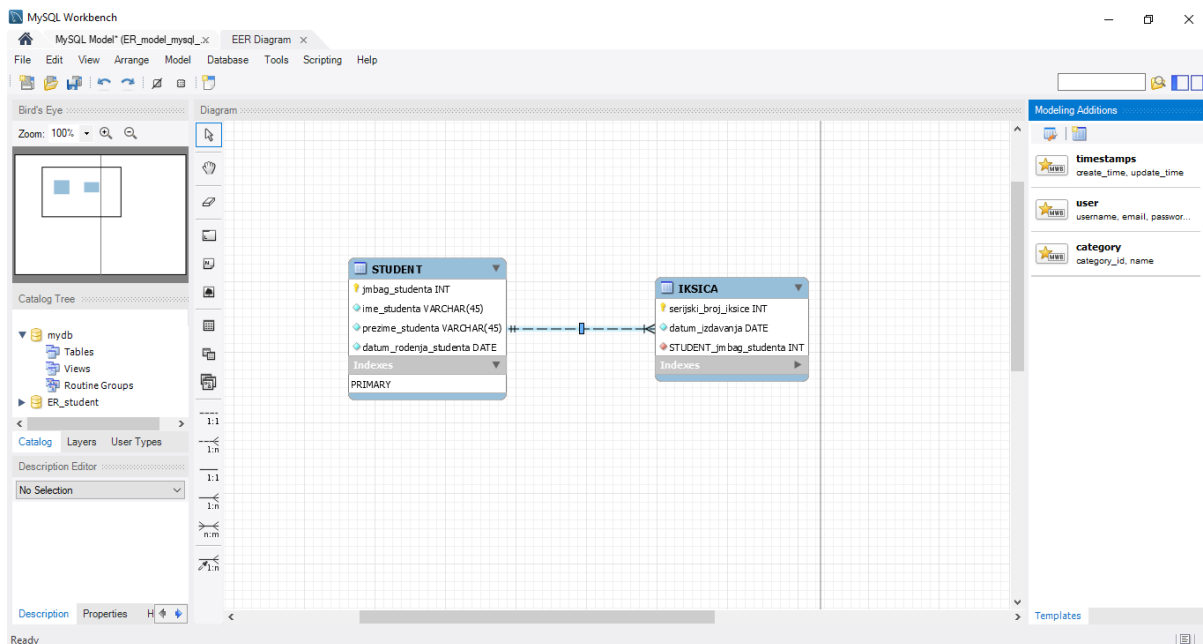 MySQL Workbench
MySQL Model* (ER_model_mysql_... x
EER Diagram x
File Edit View Arrange Model Database Tools Scripting Help
Bird's Eye
Zoom: 100%
Catalog Tree
mydb
Tables
Views
Routine Groups
ER_student
Catalog Layers User Types
Description Editor
No Selection
Description Properties H
Diagram
1:1
1:n
1:1
1:n
n:m
1:n
STUDENT
jmbag_studenta INT
ime_studenta VARCHAR(45)
prezime_studenta VARCHAR(45)
datum_rodenja_studenta DATE
Indexes
PRIMARY
IKSICA
serijski_broj_iksice INT
datum_izdavanja DATE
STUDENT_jmbag_studenta INT
Indexes
Modeling Additions
MWB
timestamps
create_time, update_time
MWB
user
username, email, passwor...
MWB
category
category_id, name
Templates
Ready